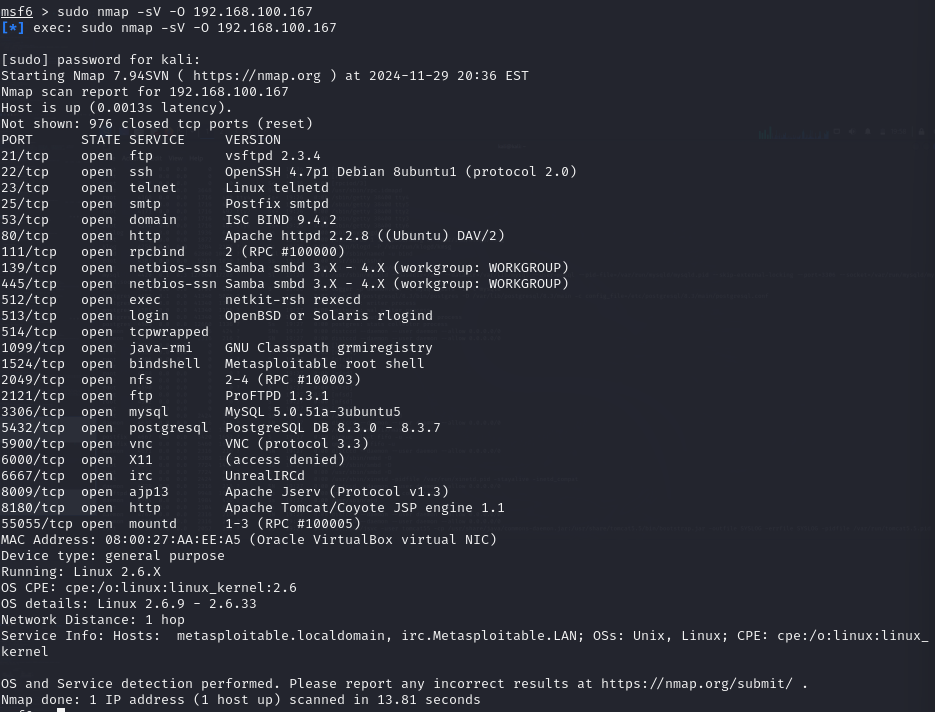 msf6 > sudo nmap -sV -O 192.168.100.167
[*] exec: sudo nmap -sV -O 192.168.100.167

[sudo] password for kali:
Starting Nmap 7.94SVN ( https://nmap.org ) at 2024-11-29 20:36 EST
Nmap scan report for 192.168.100.167
Host is up (0.0013s latency).
Not shown: 976 closed tcp ports (reset)
PORT      STATE SERVICE     VERSION
21/tcp    open  ftp         vsftpd 2.3.4
22/tcp    open  ssh         OpenSSH 4.7p1 Debian 8ubuntu1 (protocol 2.0)
23/tcp    open  telnet      Linux telnetd
25/tcp    open  smtp        Postfix smtpd
53/tcp    open  domain      ISC BIND 9.4.2
80/tcp    open  http        Apache httpd 2.2.8 ((Ubuntu) DAV/2)
111/tcp   open  rpcbind     2 (RPC #100000)
139/tcp   open  netbios-ssn Samba smbd 3.X - 4.X (workgroup: WORKGROUP)
445/tcp   open  netbios-ssn Samba smbd 3.X - 4.X (workgroup: WORKGROUP)
512/tcp   open  exec        netkit-rsh rexecd
513/tcp   open  login       OpenBSD or Solaris rlogind
514/tcp   open  tcpwrapped
1099/tcp  open  java-rmi    GNU Classpath grmiregistry
1524/tcp  open  bindshell   Metasploitable root shell
2049/tcp  open  nfs         2-4 (RPC #100003)
2121/tcp  open  ftp         ProFTPD 1.3.1
3306/tcp  open  mysql       MySQL 5.0.51a-3ubuntu5
5432/tcp  open  postgresql  PostgreSQL DB 8.3.0 - 8.3.7
5900/tcp  open  vnc         VNC (protocol 3.3)
6000/tcp  open  X11         (access denied)
6667/tcp  open  irc         UnrealIRCd
8009/tcp  open  ajp13       Apache Jserv (Protocol v1.3)
8180/tcp  open  http        Apache Tomcat/Coyote JSP engine 1.1
55055/tcp open  mountd      1-3 (RPC #100005)
MAC Address: 08:00:27:AA:EE:A5 (Oracle VirtualBox virtual NIC)
Device type: general purpose
Running: Linux 2.6.X
OS CPE: cpe:/o:linux:linux_kernel:2.6
OS details: Linux 2.6.9 - 2.6.33
Network Distance: 1 hop
Service Info: Hosts:  metasploitable.localdomain, irc.Metasploitable.LAN; OSs: Unix, Linux; CPE: cpe:/o:linux:linux_
kernel

OS and Service detection performed. Please report any incorrect results at https://nmap.org/submit/ .
Nmap done: 1 IP address (1 host up) scanned in 13.81 seconds